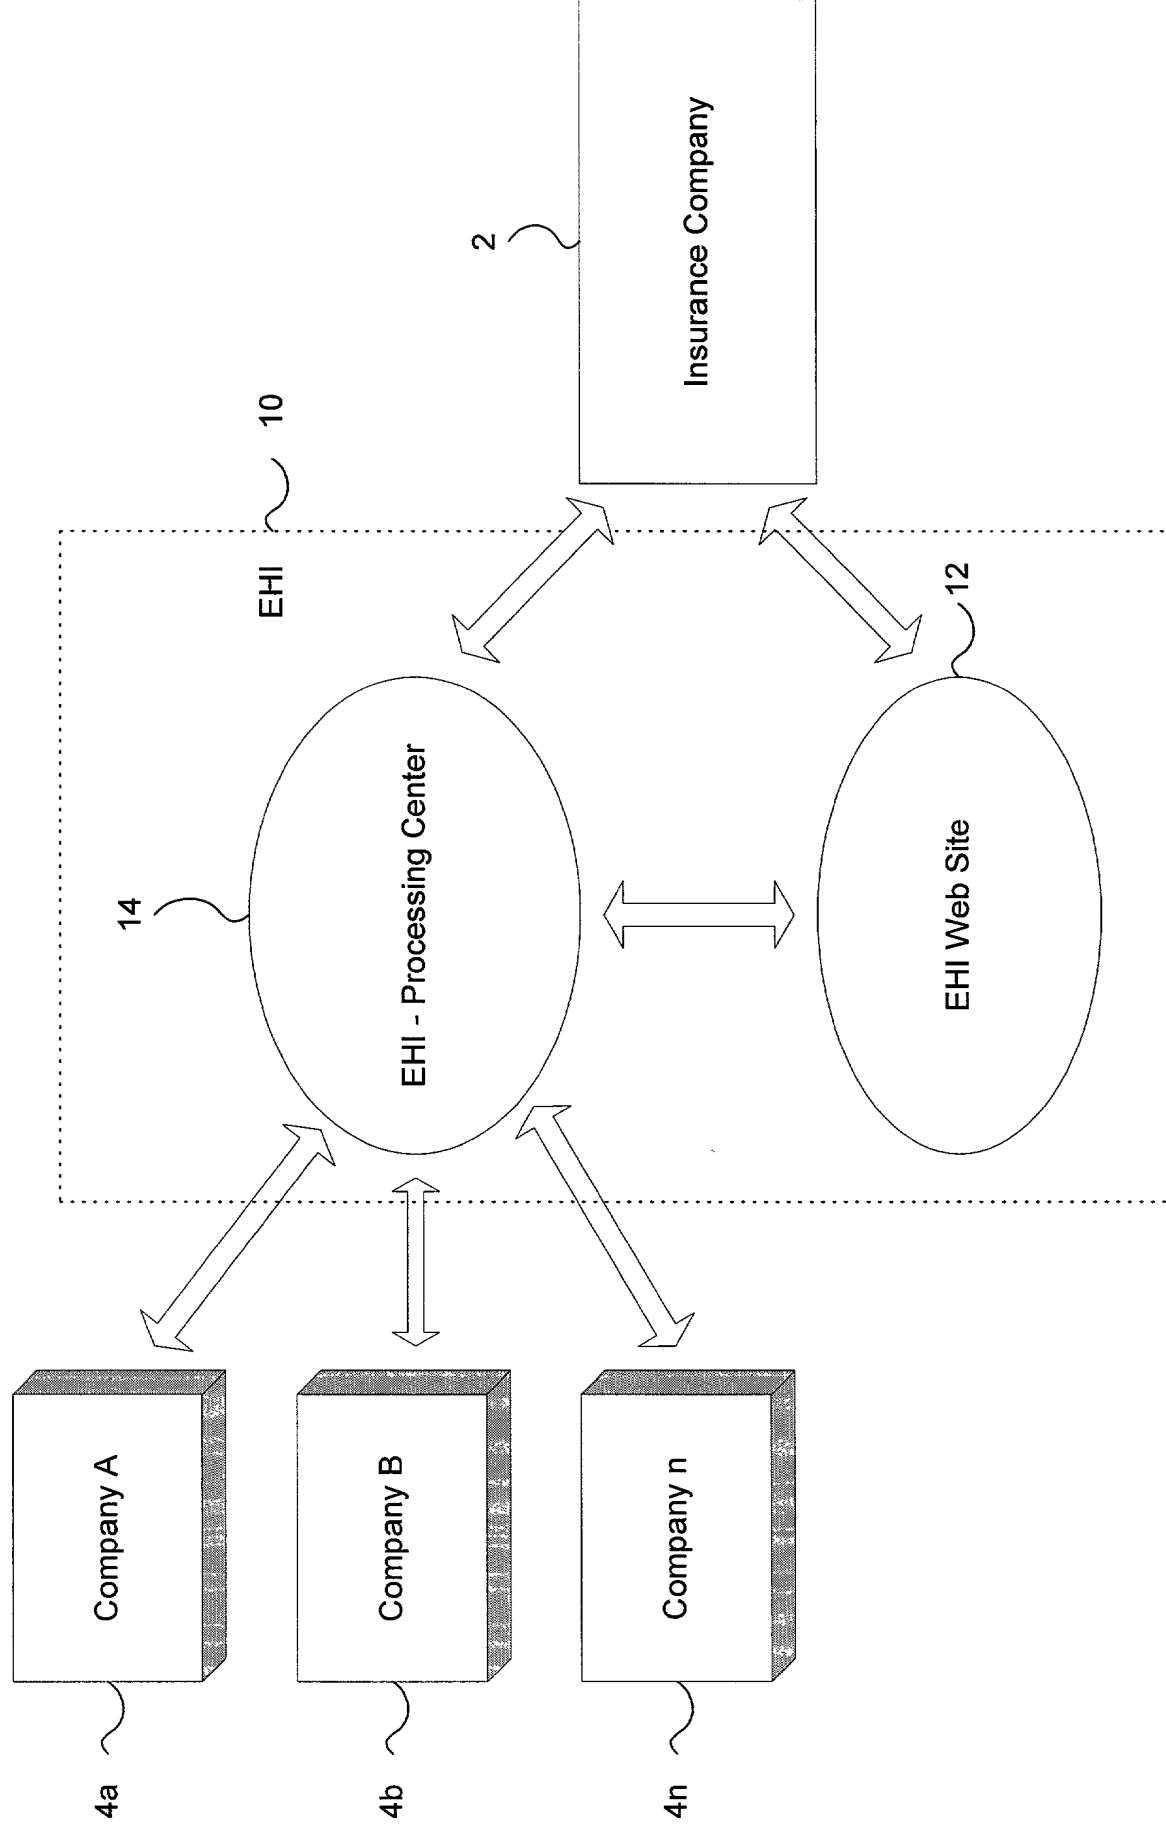 4a
Company A
4b
Company B
4n
Company n
14
EHI - Processing Center
EHI
10
EHI Web Site
12
2
Insurance Company